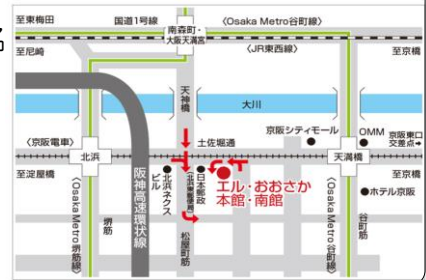 至東梅田
国道1号線
南森町・
大阪天満宮
〈Osaka Metro谷町線〉
名
至尼崎
〈JR東西線〉
至京橋
天神橋
大川
〈京阪電車〉
北浜
土佐堀通
京阪シティモール
OMM
京阪東口
交差点→
天満橋
至淀屋橋
〈Osaka Metro堺筋線〉
堺筋
阪神高速環状線
北浜ネクス
ビル
(北浜東郵便局)
日本郵政
エル・おおさか
本館・南館
至京橋
ホテル京阪
松屋町筋
〈Osaka Metro谷町線〉
谷町筋